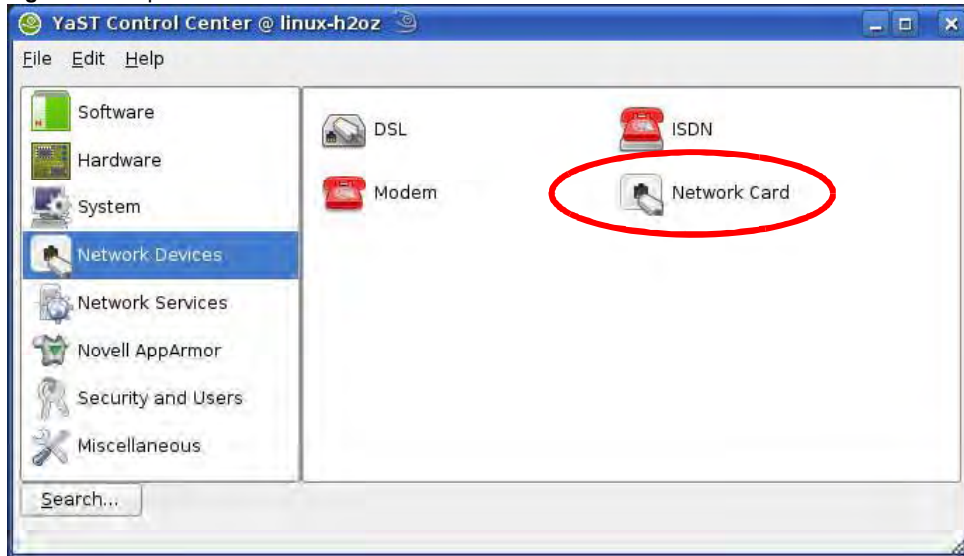 YaST Control Center @ linux-h2oz
File Edit Help
Software
Hardware
System
Network Devices
Network Services
Novell AppArmor
Security and Users
Miscellaneous
DSL
ISDN
Modem
Network Card
Search...